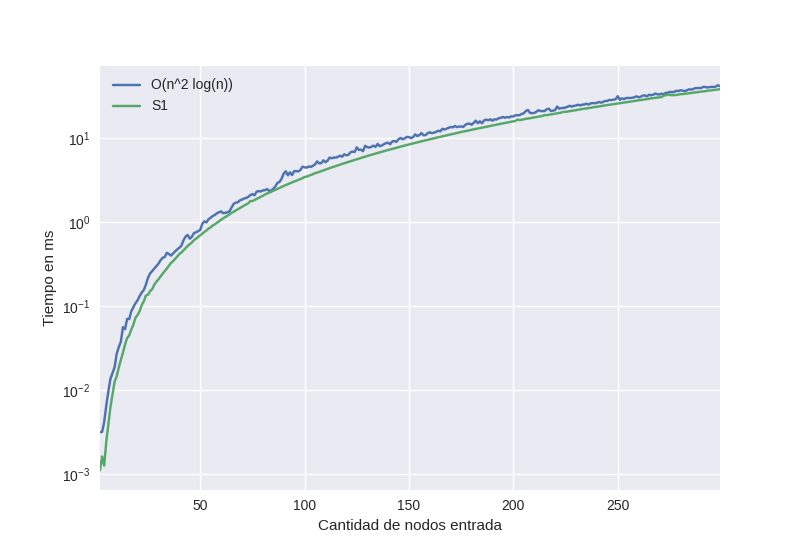 O(n^2 log(n))
S1
10^1
10^0
10^−1
10^−2
10^−3
Tiempo en ms
50 100 150 200 250
Cantidad de nodos entrada